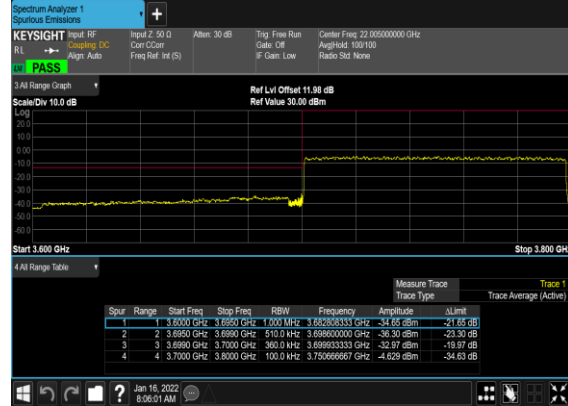 Spectrum Analyzer 1
Spurious Emissions
+
KEYSIGHT Input: RF Input Z: 50 Ω Atten: 30 dB Trig: Free Run Center Freq: 22.005000000 GHz
RL Coupling: DC Corr CCorr Gate: Off Avg|Hold: 100/100
Align: Auto Freq Ref: Int (S) IF Gain: Low Radio Std: None
PASS
3 All Range Graph
Ref Lvl Offset 11.98 dB
Scale/Div 10.0 dB Ref Value 30.00 dBm
Log
20.0
10.0
0.00
-10.0
-20.0
-30.0
-40.0
-50.0
-60.0
Start 3.600 GHz Stop 3.800 GH
4 All Range Table
Measure Trace Trace 1
Trace Type Trace Average (Active)
Spur Range Start Freq Stop Freq RBW Frequency Amplitude ΔLimit
1 1 3.6000 GHz 3.6950 GHz 1.000 MHz 3.682808333 GHz -34.65 dBm -21.65 dB
2 2 3.6950 GHz 3.6990 GHz 510.0 kHz 3.698600000 GHz -36.30 dBm -23.30 dB
3 3 3.6990 GHz 3.7000 GHz 360.0 kHz 3.699933333 GHz -32.97 dBm -19.97 dB
4 4 3.7000 GHz 3.8000 GHz 100.0 kHz 3.750666667 GHz -4.629 dBm -34.63 dB
? Jan 16, 2022
8:06:01 AM